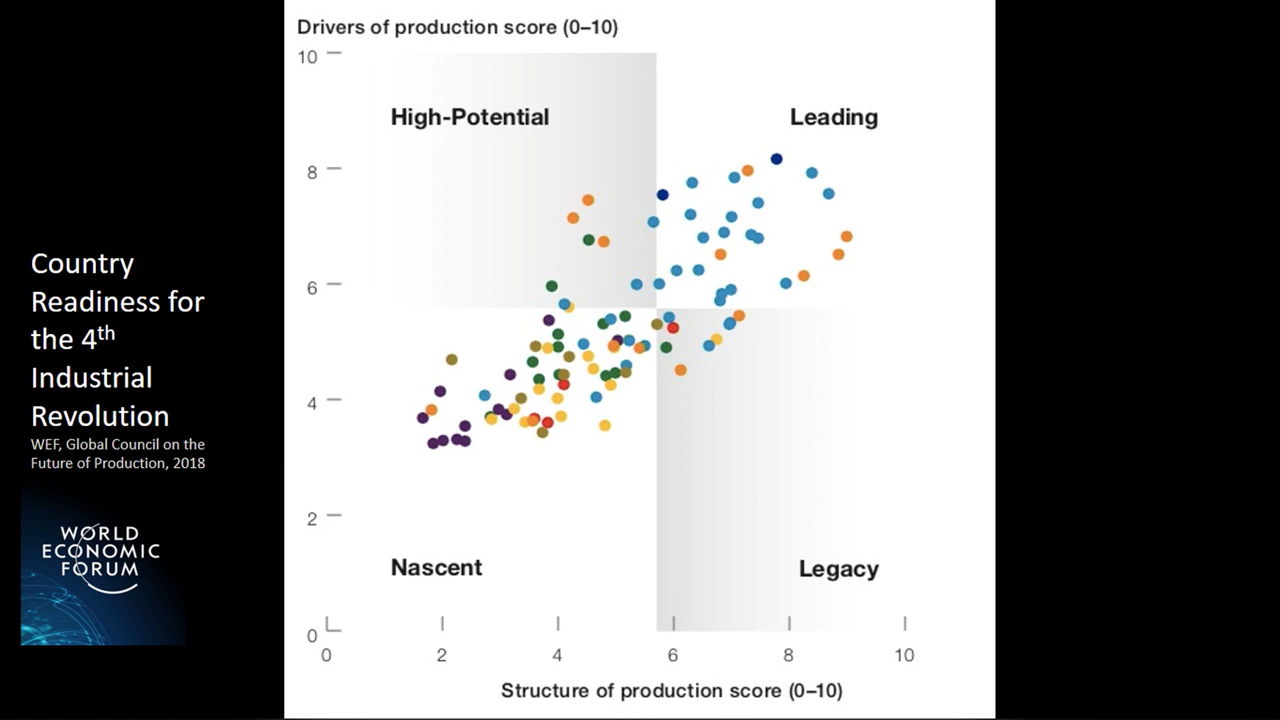 Country
Readiness for
the 4th
Industrial
Revolution
WEF, Global Council on the
Future of Production, 2018
WORLD
ECONOMIC
FORUM
Drivers of production score (0–10)
10
High-Potential
Leading
8
6
4
2
Nascent
Legacy
0
0 2 4 6 8 10
Structure of production score (0–10)